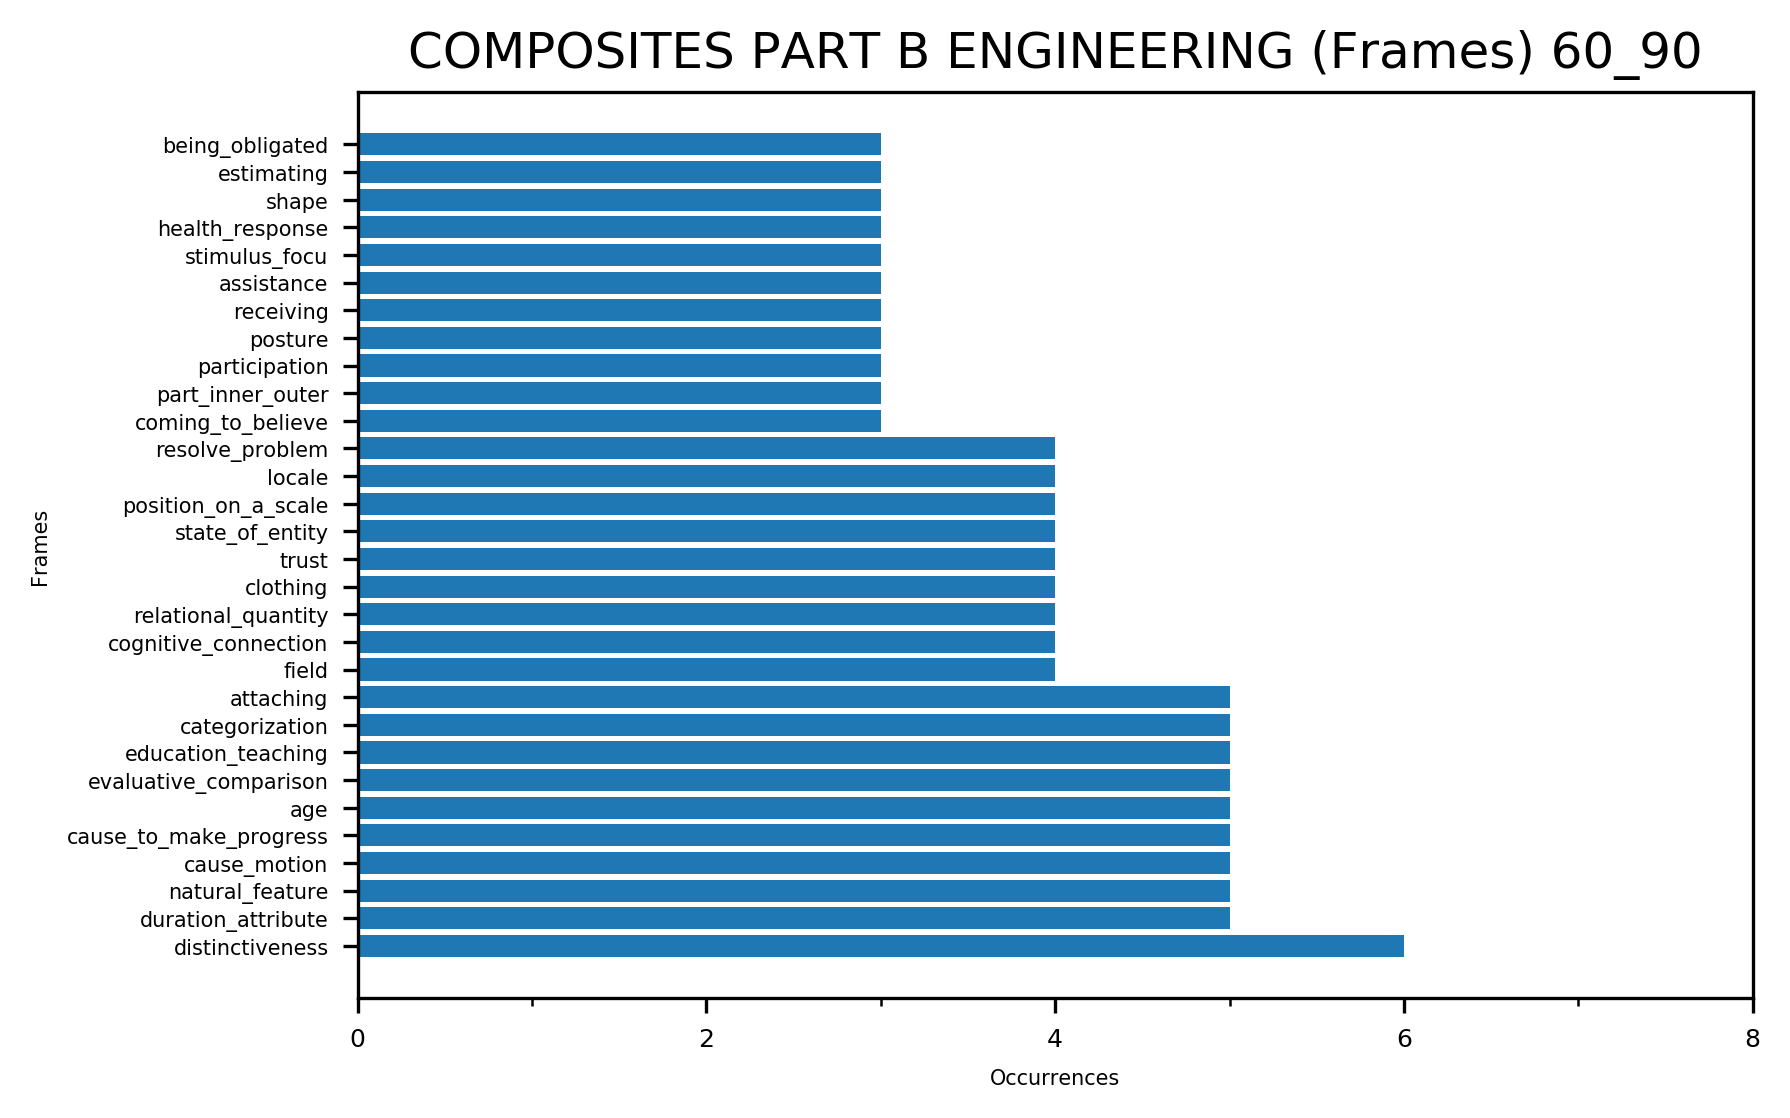 COMPOSITES PART B ENGINEERING (Frames) 60_90
being_obligated
estimating
shape
health_response
stimulus_focu
assistance
receiving
posture
participation
part_inner_outer
coming_to_believe
resolve_problem
locale
position_on_a_scale
state_of_entity
trust
clothing
relational_quantity
cognitive_connection
field
attaching
categorization
education_teaching
evaluative_comparison
age
cause_to_make_progress
cause_motion
natural_feature
duration_attribute
distinctiveness
Frames
0 2 4 6 8
Occurrences